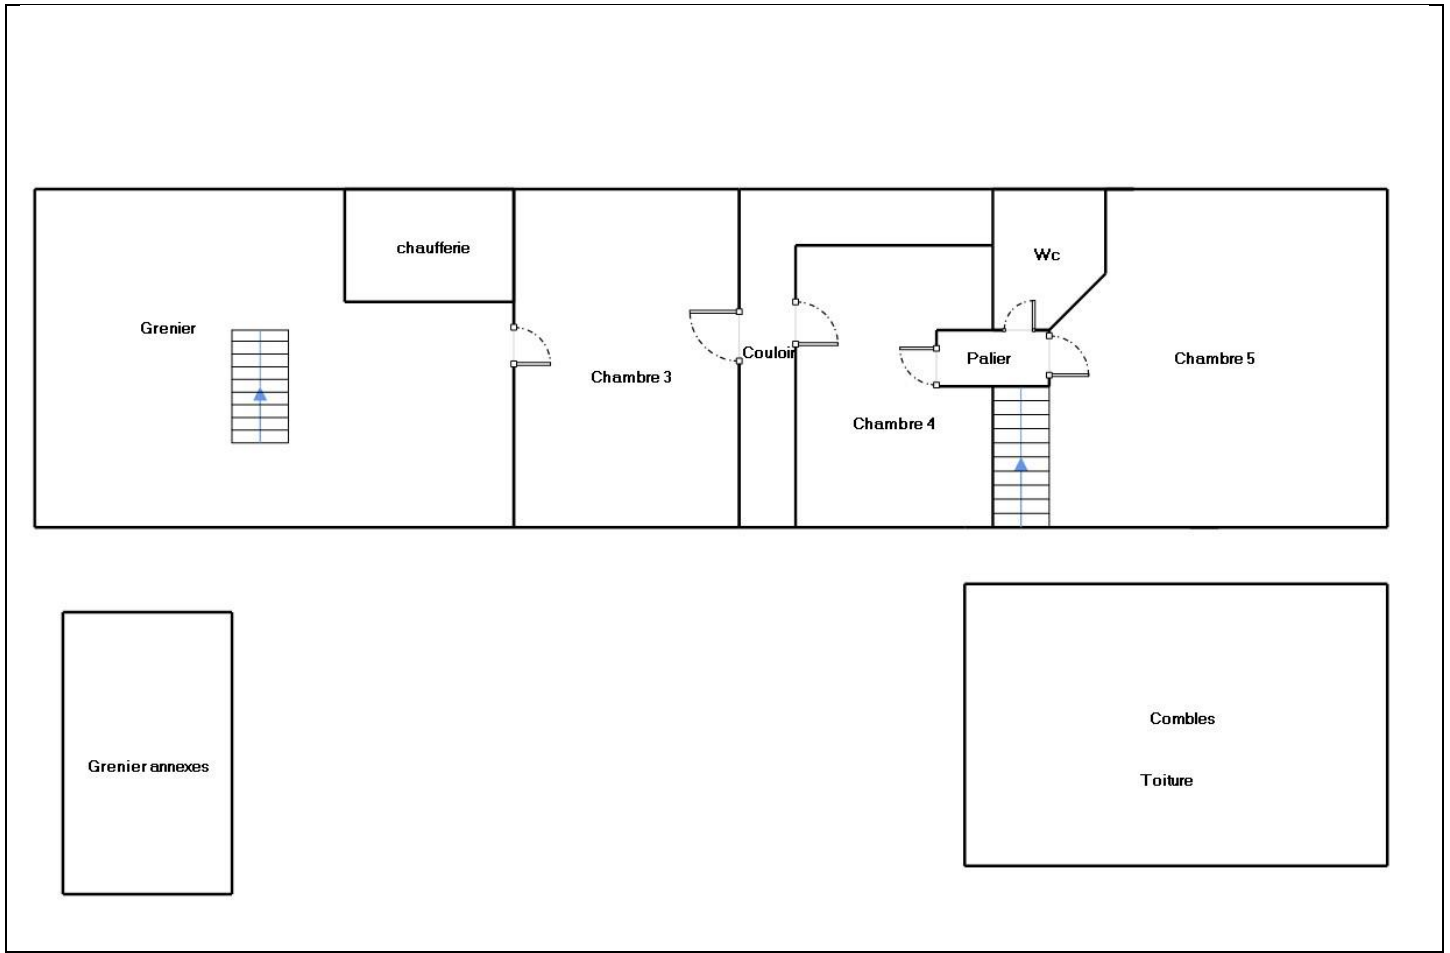 chaufferie
Wc
Grenier
Couloir
Palier
Chambre 5
Chambre 3
Chambre 4
Combles
Grenier annexes
Toiture